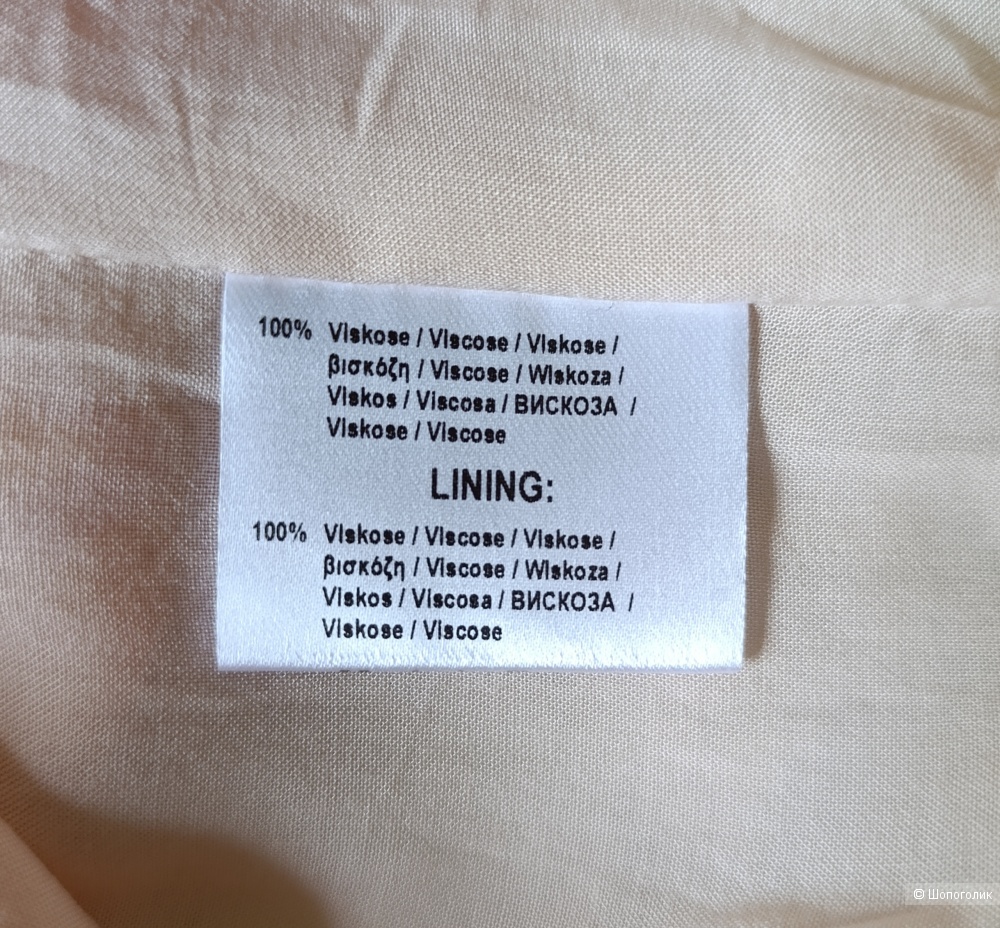 100% Viskose / Viscose / Viskose /
βισκόζη / Viscose / Wiskoza /
Viskos / Viscosa / ВИСКОЗА /
Viskose / Viscose
LINING:
100% Viskose / Viscose / Viskose /
βισκόζη / Viscose / Wiskoza /
Viskos / Viscosa / ВИСКОЗА /
Viskose / Viscose
© Шопоголик